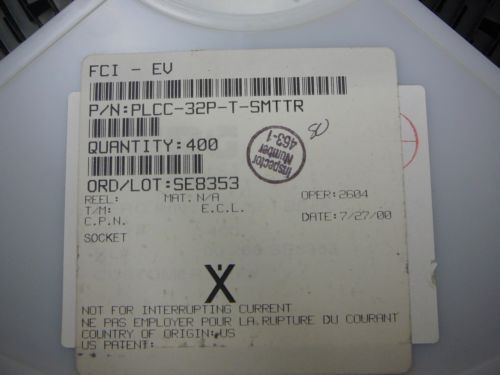 FCI - EV
P/N:PLCC-32P-T-SMTTR
QUANTITY:400
Inspector
Number
463-1
ORD/LOT:SE8353
REEL: MAT.N/A OPER:2604
T/M: E.C.L.
C.P.N. DATE:7/27/00
SOCKET
X
NOT FOR INTERRUPTING CURRENT
NE PAS EMPLOYER POUR LA.RUPTURE DU COURANT
COUNTRY OF ORIGIN:US
US PATENT: